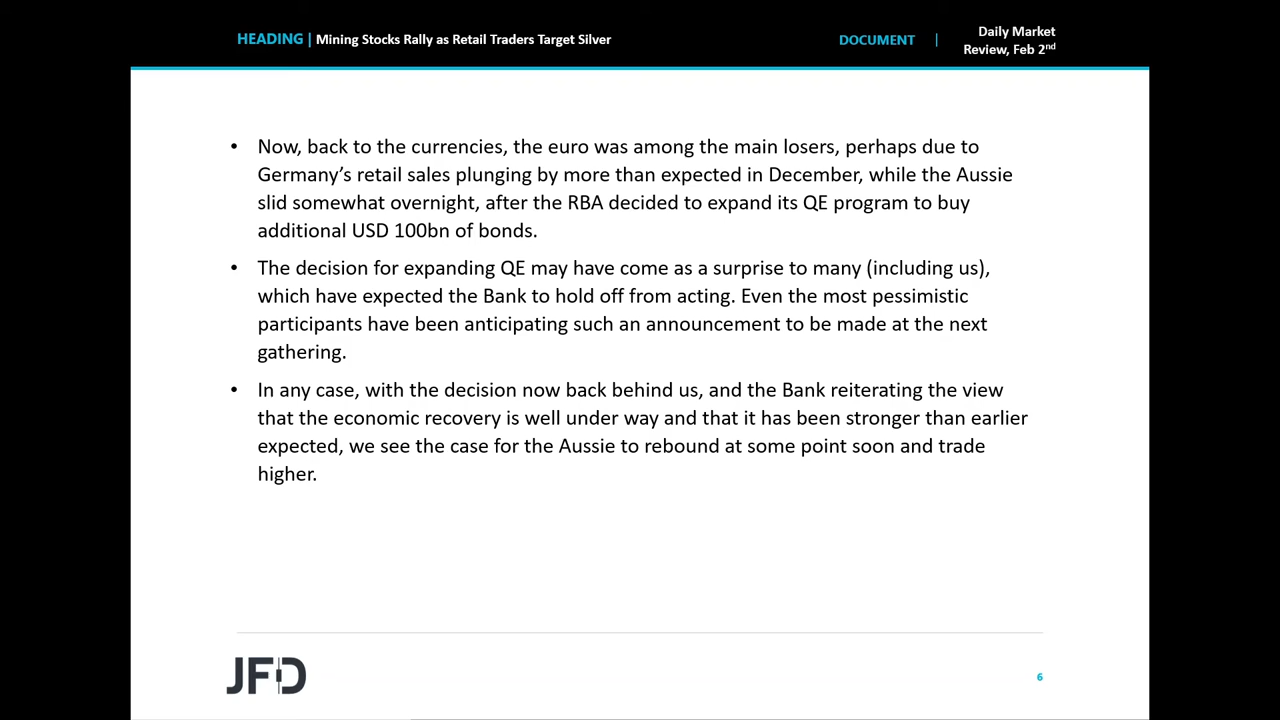 HEADING | Mining Stocks Rally as Retail Traders Target Silver
DOCUMENT |
Daily Market
Review, Feb 2nd
• Now, back to the currencies, the euro was among the main losers, perhaps due to
Germany’s retail sales plunging by more than expected in December, while the Aussie
slid somewhat overnight, after the RBA decided to expand its QE program to buy
additional USD 100bn of bonds.
• The decision for expanding QE may have come as a surprise to many (including us),
which have expected the Bank to hold off from acting. Even the most pessimistic
participants have been anticipating such an announcement to be made at the next
gathering.
• In any case, with the decision now back behind us, and the Bank reiterating the view
that the economic recovery is well under way and that it has been stronger than earlier
expected, we see the case for the Aussie to rebound at some point soon and trade
higher.
JFD
6